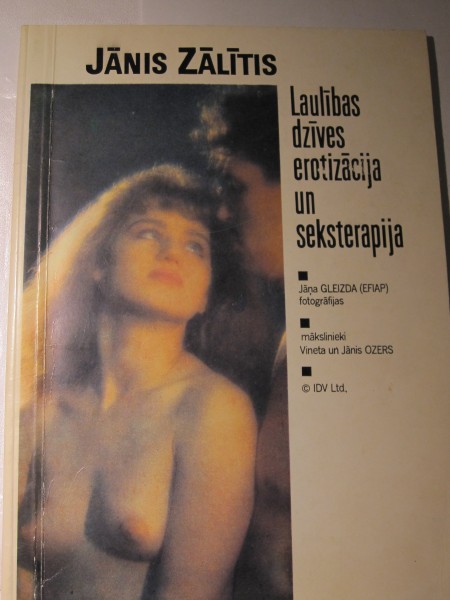 JĀNIS ZĀLĪTIS
Laulības
dzīves
erotizācija
un
seksterapija
Jāņa GLEIZDA (EFIAP)
fotogrāfijas
mākslinieki
Vineta un Jānis OZERS
© IDV Ltd,